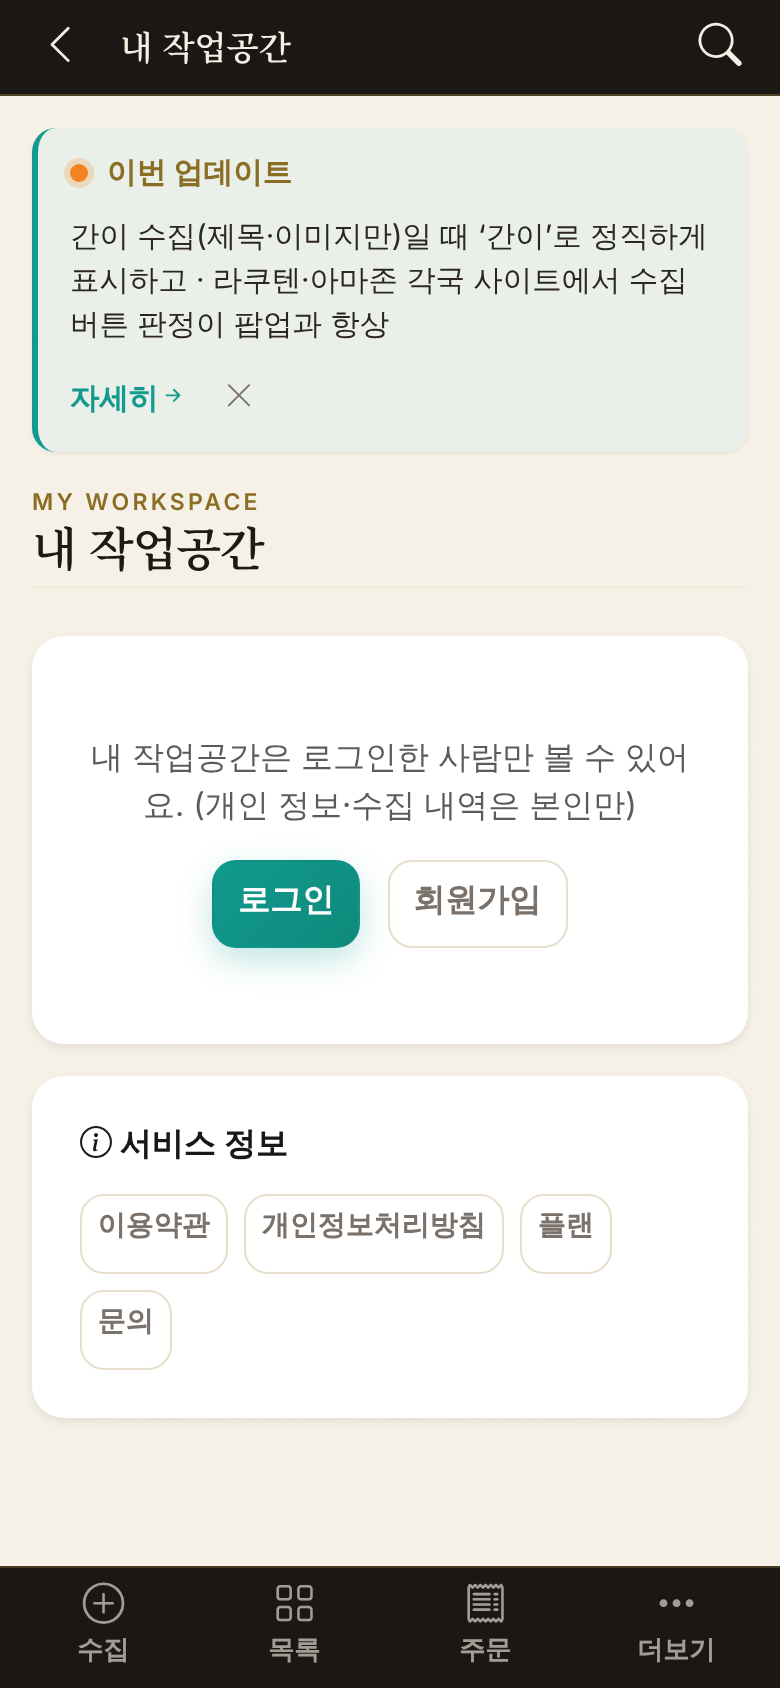 내 작업공간
이번 업데이트
간이 수집(제목·이미지만)일 때 ‘간이’로 정직하게
표시하고 · 라쿠텐·아마존 각국 사이트에서 수집
버튼 판정이 팝업과 항상
자세히 →
MY WORKSPACE
내 작업공간
내 작업공간은 로그인한 사람만 볼 수 있어
요. (개인 정보·수집 내역은 본인만)
로그인 회원가입
서비스 정보
이용약관 개인정보처리방침 플랜
문의
수집 목록 주문 더보기